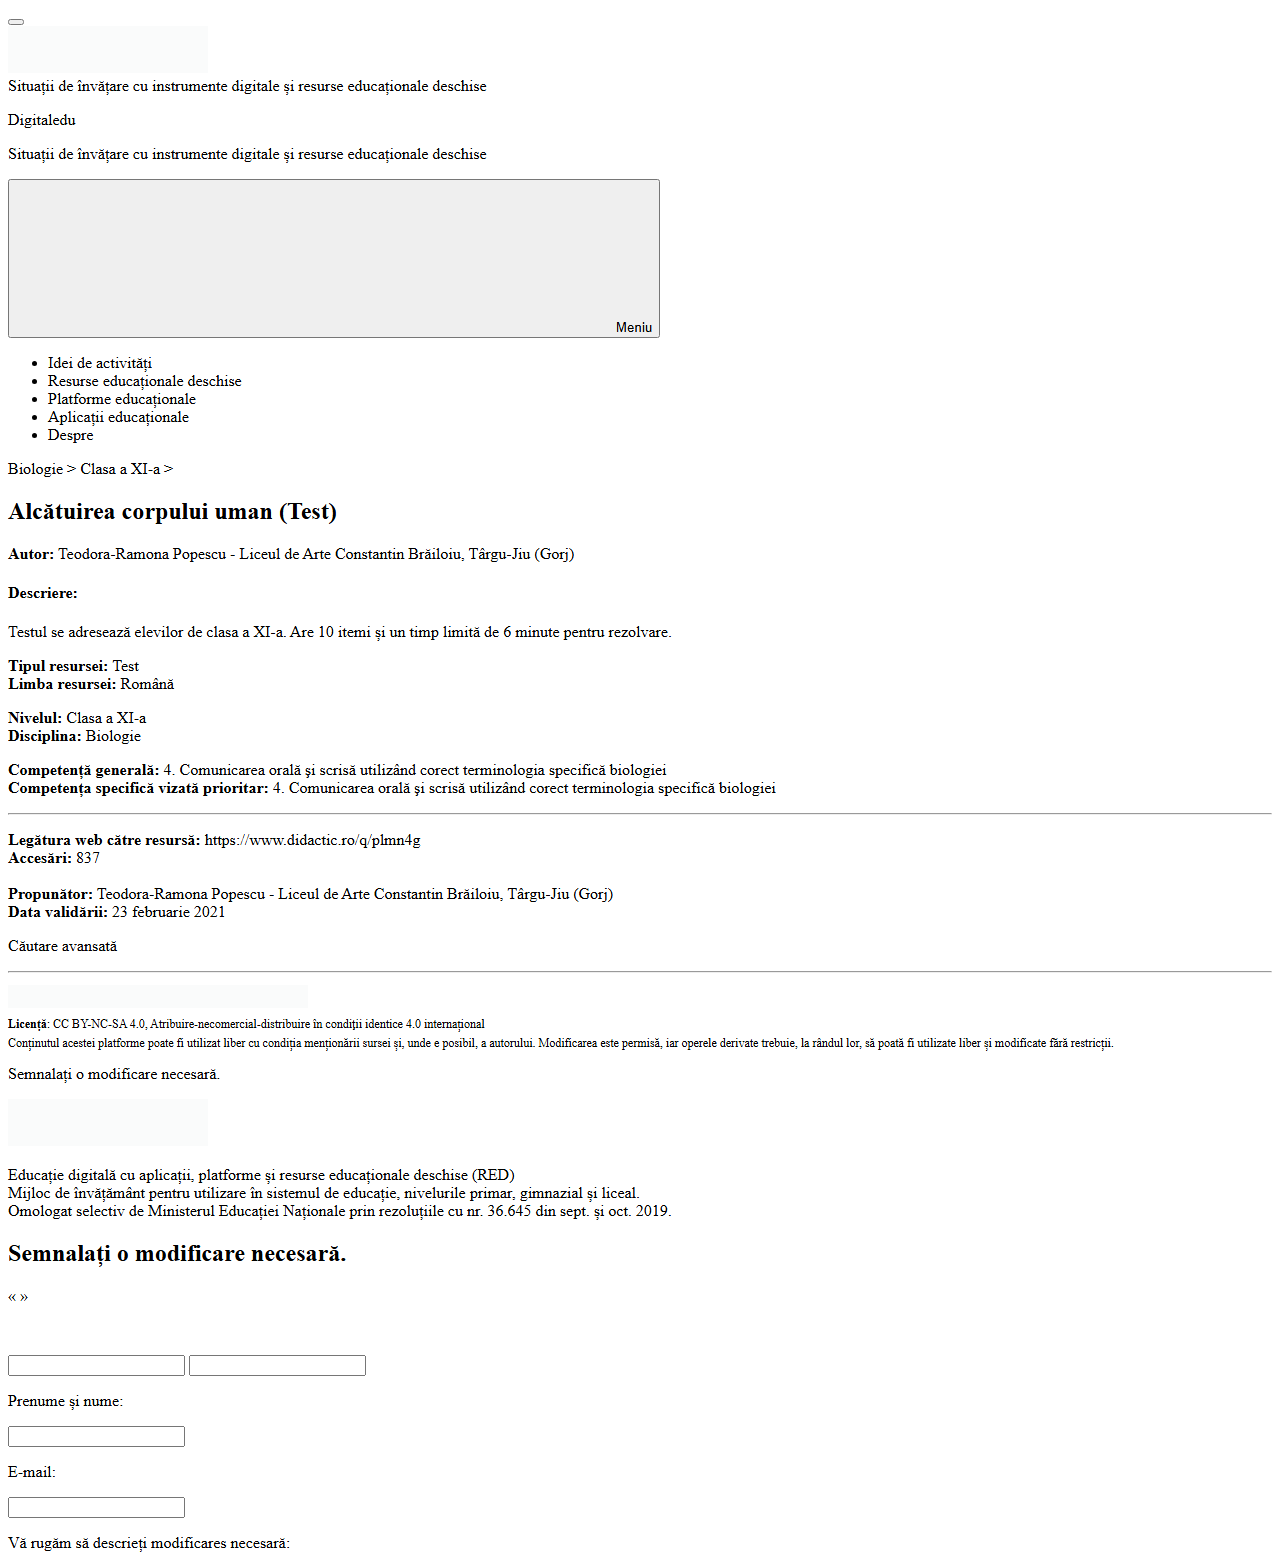 Situații de învățare cu instrumente digitale și resurse educaționale deschise
Digitaledu
Situații de învățare cu instrumente digitale și resurse educaționale deschise
Meniu
Idei de activități
Resurse educaționale deschise
Platforme educaționale
Aplicații educaționale
Despre
Biologie > Clasa a XI-a >
Alcătuirea corpului uman (Test)
Autor: Teodora-Ramona Popescu - Liceul de Arte Constantin Brăiloiu, Târgu-Jiu (Gorj)
Descriere:
Testul se adresează elevilor de clasa a XI-a. Are 10 itemi și un timp limită de 6 minute pentru rezolvare.
Tipul resursei: Test
Limba resursei: Română
Nivelul: Clasa a XI-a
Disciplina: Biologie
Competență generală: 4. Comunicarea orală şi scrisă utilizând corect terminologia specifică biologiei
Competența specifică vizată prioritar: 4. Comunicarea orală şi scrisă utilizând corect terminologia specifică biologiei
Legătura web către resursă: https://www.didactic.ro/q/plmn4g
Accesări: 837
Propunător: Teodora-Ramona Popescu - Liceul de Arte Constantin Brăiloiu, Târgu-Jiu (Gorj)
Data validării: 23 februarie 2021
Căutare avansată
Licență: CC BY-NC-SA 4.0, Atribuire-necomercial-distribuire în condiţii identice 4.0 internațional
Conținutul acestei platforme poate fi utilizat liber cu condiția menționării sursei și, unde e posibil, a autorului. Modificarea este permisă, iar operele derivate trebuie, la rândul lor, să poată fi utilizate liber și modificate fără restricții.
Semnalați o modificare necesară.
Educație digitală cu aplicații, platforme și resurse educaționale deschise (RED)
Mijloc de învățământ pentru utilizare în sistemul de educație, nivelurile primar, gimnazial și liceal.
Omologat selectiv de Ministerul Educației Naționale prin rezoluțiile cu nr. 36.645 din sept. și oct. 2019.
Semnalați o modificare necesară.
« »
Prenume și nume:
E-mail:
Vă rugăm să descrieți modificares necesară: